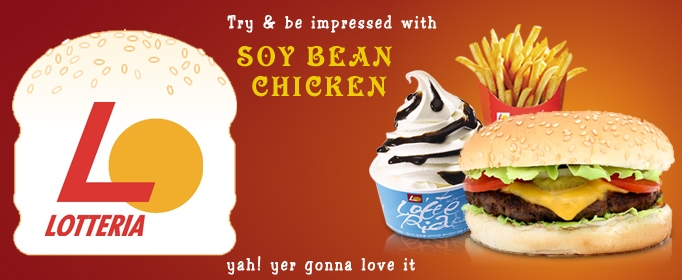 Try & be impressed with
SOY BEAN
CHICKEN
LOTTERIA
yah! yer gonna love it